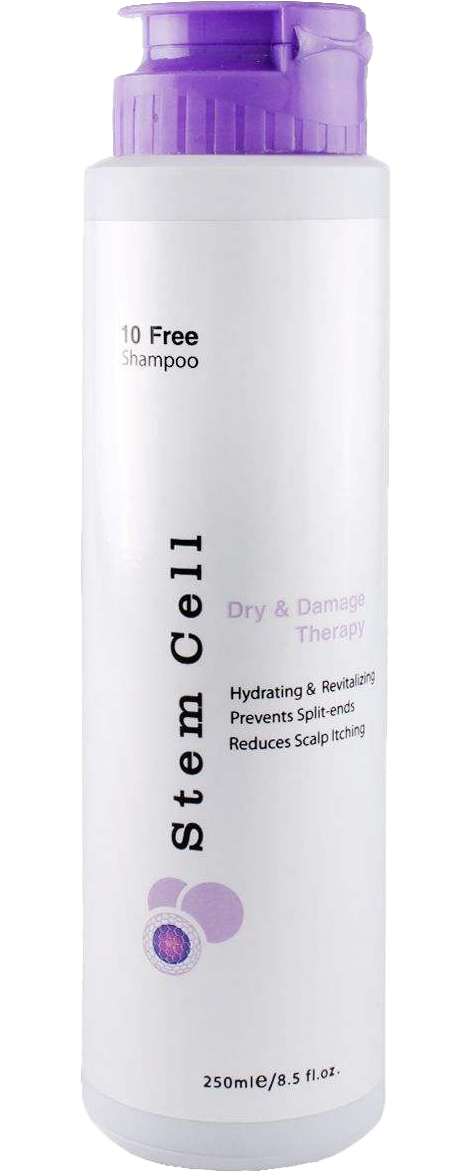 10 Free
Shampoo
Stem Cell
Dry & Damage
Therapy
Hydrating & Revitalizing
Prevents Split-ends
Reduces Scalp Itching
250ml℮/8.5 fl.oz.